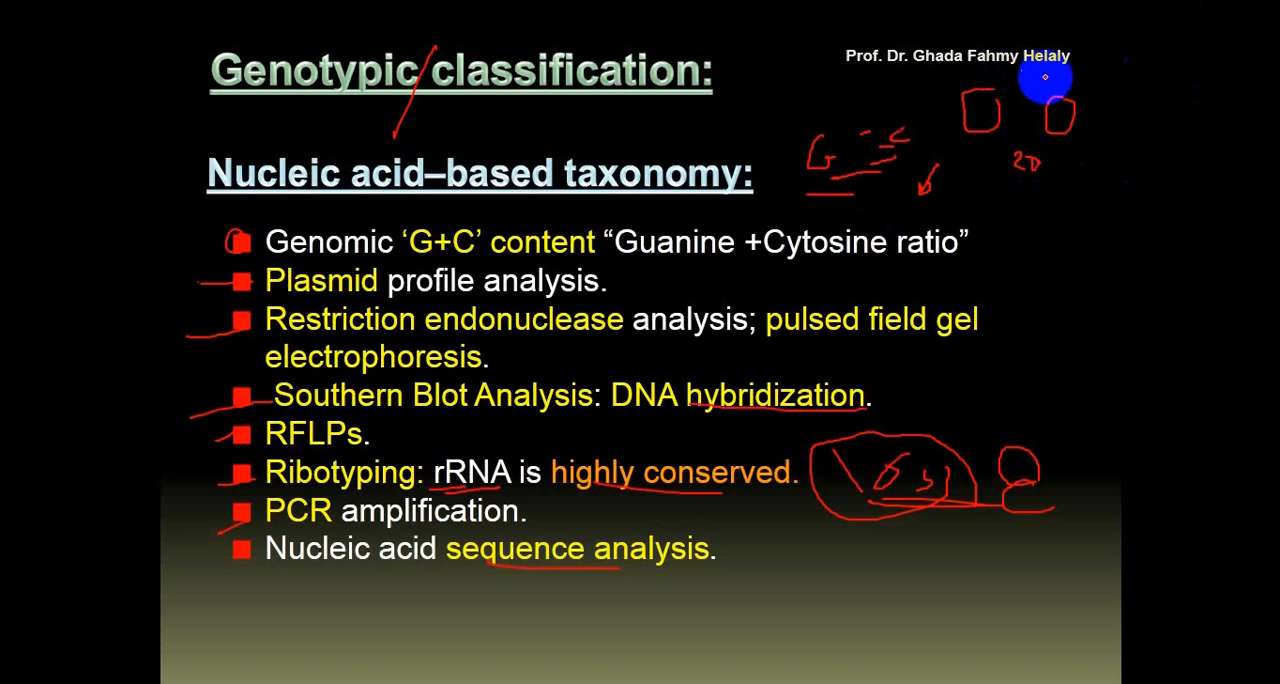 Prof. Dr. Ghada Fahmy Helaly
Genotypic classification:
Nucleic acid–based taxonomy:
Genomic ‘G+C’ content “Guanine +Cytosine ratio”
Plasmid profile analysis.
Restriction endonuclease analysis; pulsed field gel
electrophoresis.
Southern Blot Analysis: DNA hybridization.
RFLPs.
Ribotyping: rRNA is highly conserved.
PCR amplification.
Nucleic acid sequence analysis.